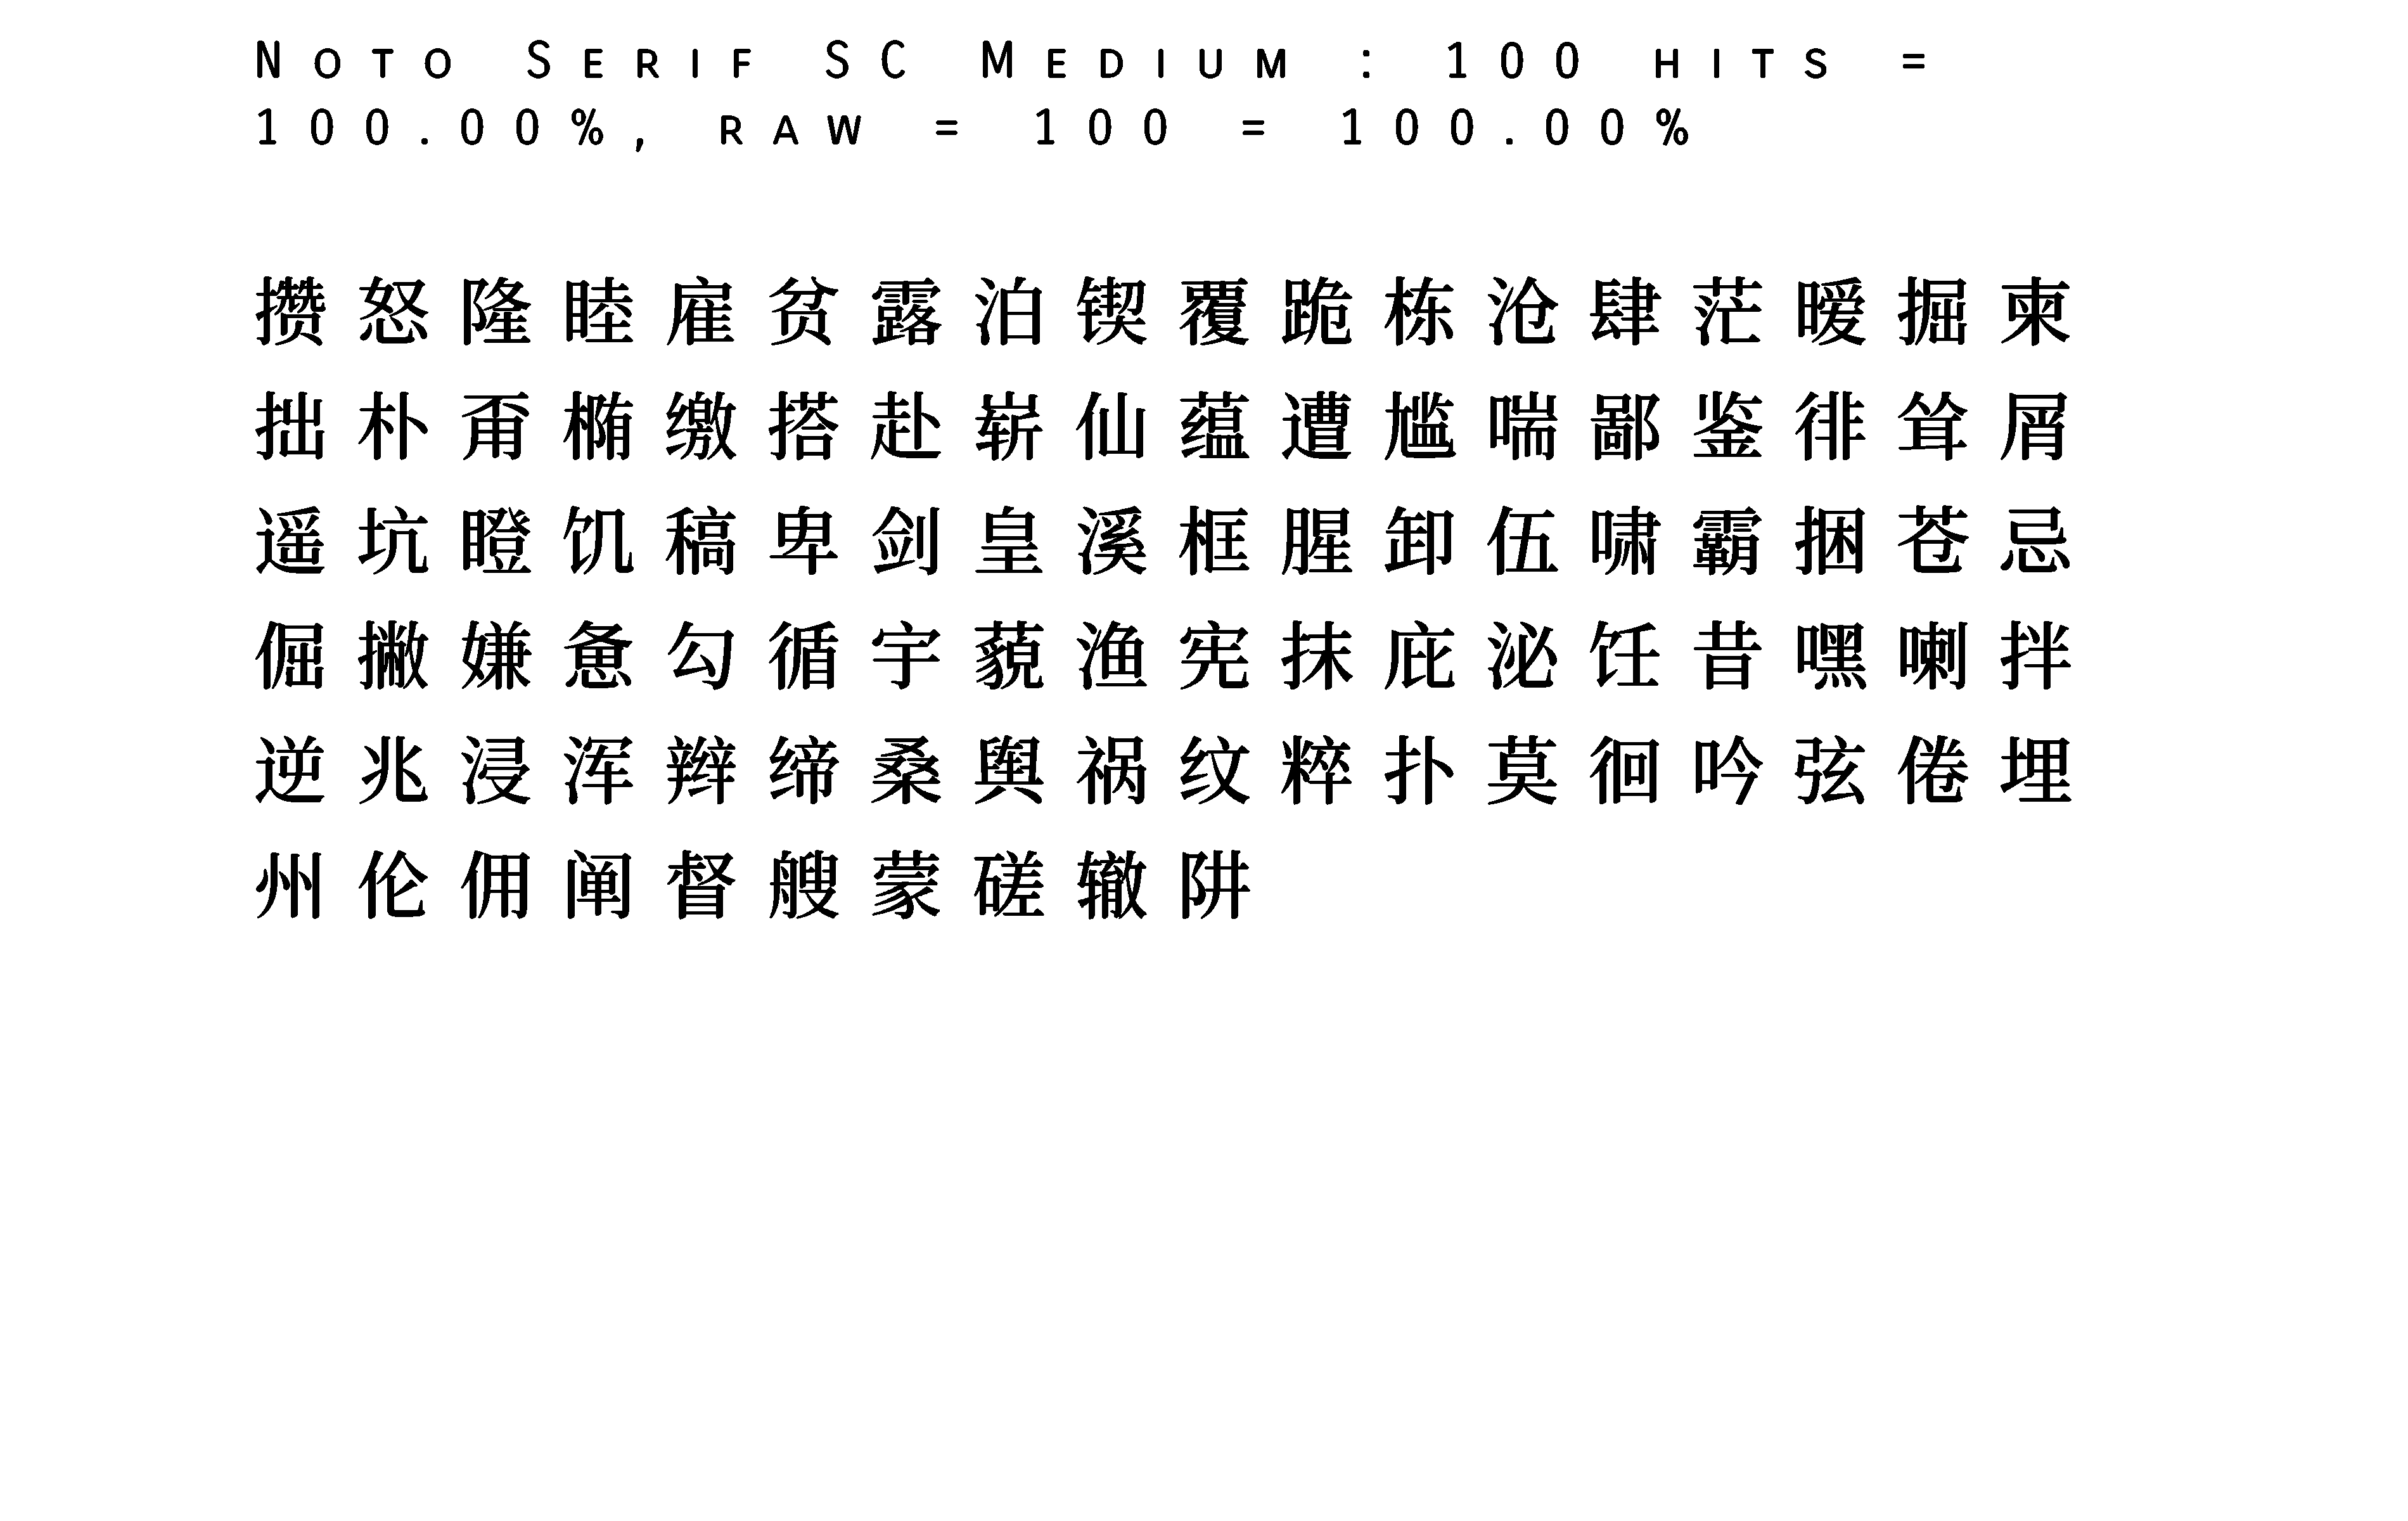 Noto Serif SC Medium : 100 hits =
100.00%, raw = 100 = 100.00%
攒怒隆睦雇贫露泊锲覆跪栋沧肆茫暧掘柬
拙朴甭椭缴搭赴崭仙蕴遭尴喘鄙鉴徘耸屑
遥坑瞪饥稿卑剑皇溪框腥卸伍啸霸捆苍忌
倔撇嫌惫勾循宇藐渔宪抹庇泌饪昔嘿喇拌
逆兆浸浑辫缔桑舆祸纹粹扑莫徊吟弦倦埋
州伦佣阐督艘蒙磋辙阱